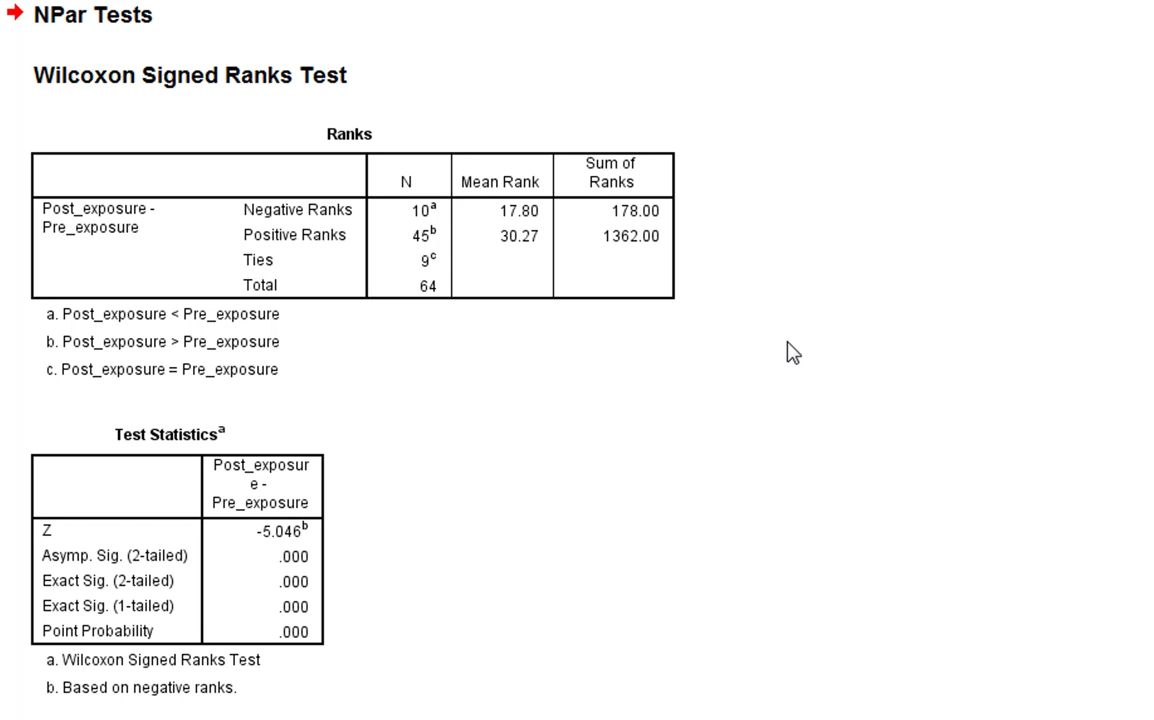 NPar Tests
Wilcoxon Signed Ranks Test
Ranks
N Mean Rank Sum of Ranks
Post_exposure - Pre_exposure Negative Ranks 10a 17.80 178.00
Positive Ranks 45b 30.27 1362.00
Ties 9c
Total 64
a. Post_exposure < Pre_exposure
b. Post_exposure > Pre_exposure
c. Post_exposure = Pre_exposure
Test Statisticsa
Post_exposur
e -
Pre_exposure
Z -5.046b
Asymp. Sig. (2-tailed) .000
Exact Sig. (2-tailed) .000
Exact Sig. (1-tailed) .000
Point Probability .000
a. Wilcoxon Signed Ranks Test
b. Based on negative ranks.